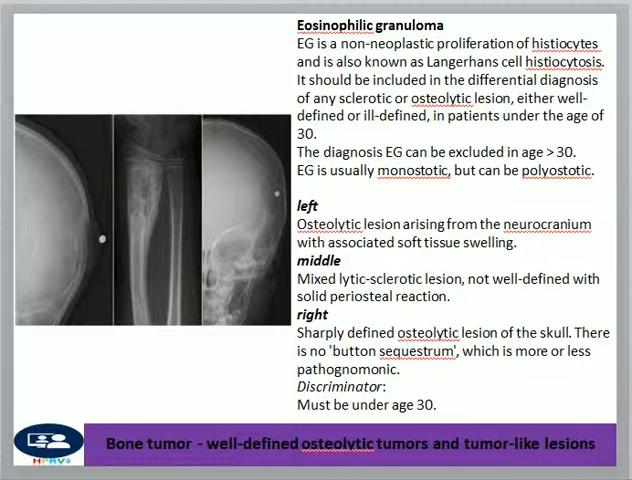 Eosinophilic granuloma
EG is a non-neoplastic proliferation of histiocytes
and is also known as Langerhans cell histiocytosis.
It should be included in the differential diagnosis
of any sclerotic or osteolytic lesion, either well-
defined or ill-defined, in patients under the age of
30.
The diagnosis EG can be excluded in age > 30.
EG is usually monostotic, but can be polyostotic.
left
Osteolytic lesion arising from the neurocranium
with associated soft tissue swelling.
middle
Mixed lytic-sclerotic lesion, not well-defined with
solid periosteal reaction.
right
Sharply defined osteolytic lesion of the skull. There
is no 'button sequestrum', which is more or less
pathognomonic.
Discriminator:
Must be under age 30.
Bone tumor - well-defined osteolytic tumors and tumor-like lesions